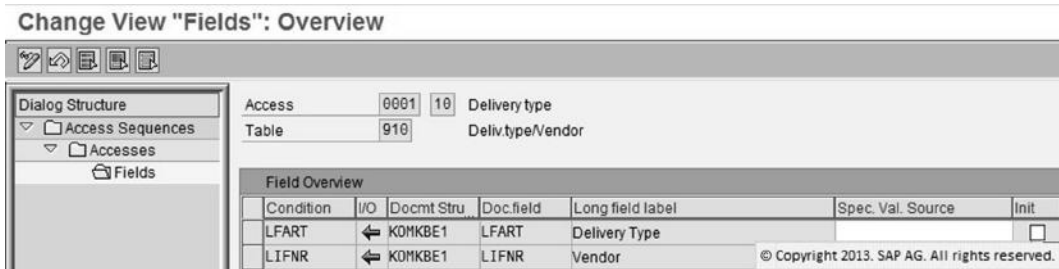 Change View "Fields": Overview
Dialog Structure
Access Sequences
Accesses
Fields
Access 0001 10 Delivery type
Table 910 Deliv.type/Vendor
Field Overview
Condition I/O Docmt Stru... Doc.field Long field label Spec. Val. Source Init
LFART KOMKBE1 LFART Delivery Type
LIFNR KOMKBE1 LIFNR Vendor
© Copyright 2013. SAP AG. All rights reserved.